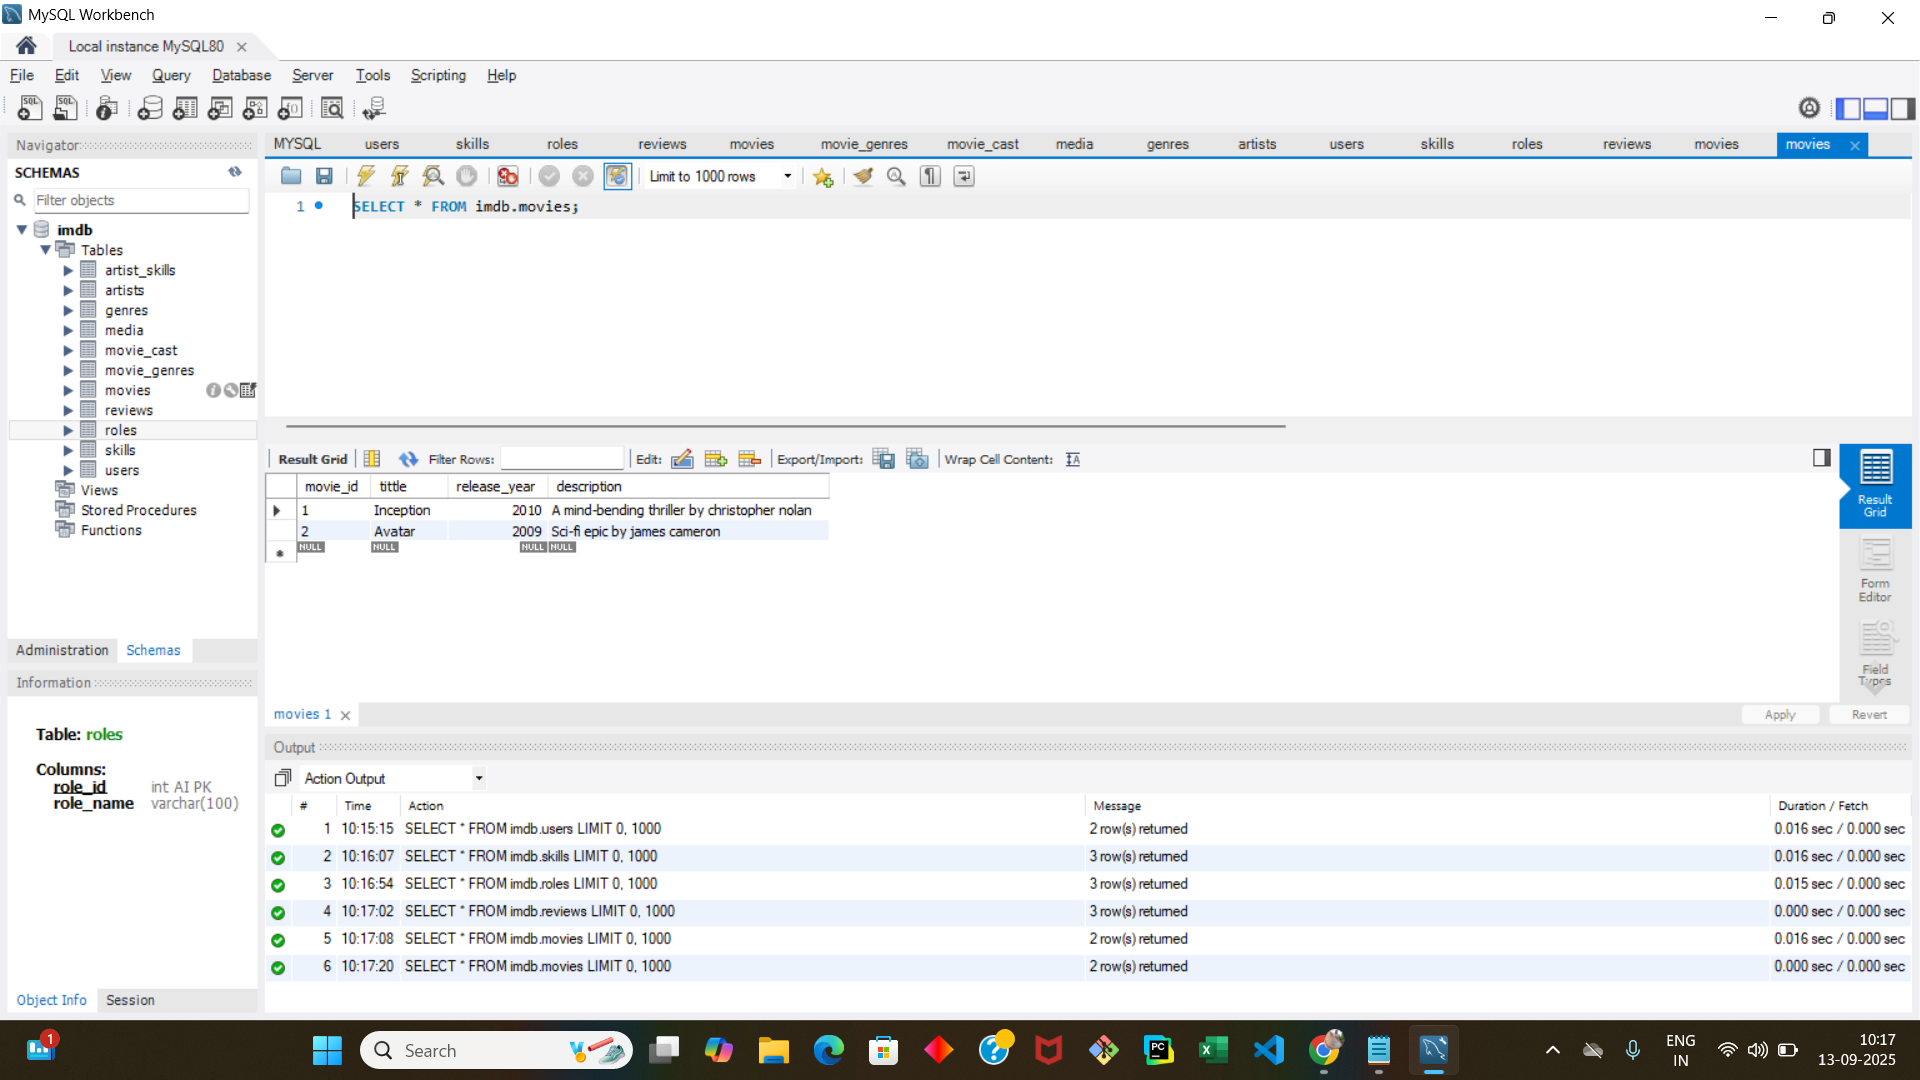 MySQL Workbench
Local instance MySQL80
File Edit View Query Database Server Tools Scripting Help
Navigator
SCHEMAS
Filter objects
imdb
Tables
artist_skills
artists
genres
media
movie_cast
movie_genres
movies
reviews
roles
skills
users
Views
Stored Procedures
Functions
Administration Schemas
Information
Table: roles
Columns:
role_id int AI PK
role_name varchar(100)
Object Info Session
MYSQL users skills roles reviews movies movie_genres movie_cast media genres artists users skills roles reviews movies movies
Limit to 1000 rows
1 SELECT * FROM imdb.movies;
Result Grid Filter Rows: Edit: Export/Import: Wrap Cell Content:
movie_id tittle release_year description
1 Inception 2010 A mind-bending thriller by christopher nolan
2 Avatar 2009 Sci-fi epic by james cameron
NULL NULL NULL NULL
Result
Grid
Form
Editor
Field
Types
movies 1 Apply Revert
Output
Action Output
# Time Action Message Duration / Fetch
1 10:15:15 SELECT * FROM imdb.users LIMIT 0, 1000 2 row(s) returned 0.016 sec / 0.000 sec
2 10:16:07 SELECT * FROM imdb.skills LIMIT 0, 1000 3 row(s) returned 0.016 sec / 0.000 sec
3 10:16:54 SELECT * FROM imdb.roles LIMIT 0, 1000 3 row(s) returned 0.015 sec / 0.000 sec
4 10:17:02 SELECT * FROM imdb.reviews LIMIT 0, 1000 3 row(s) returned 0.000 sec / 0.000 sec
5 10:17:08 SELECT * FROM imdb.movies LIMIT 0, 1000 2 row(s) returned 0.016 sec / 0.000 sec
6 10:17:20 SELECT * FROM imdb.movies LIMIT 0, 1000 2 row(s) returned 0.000 sec / 0.000 sec
1
Search
ENG
IN
10:17
13-09-2025